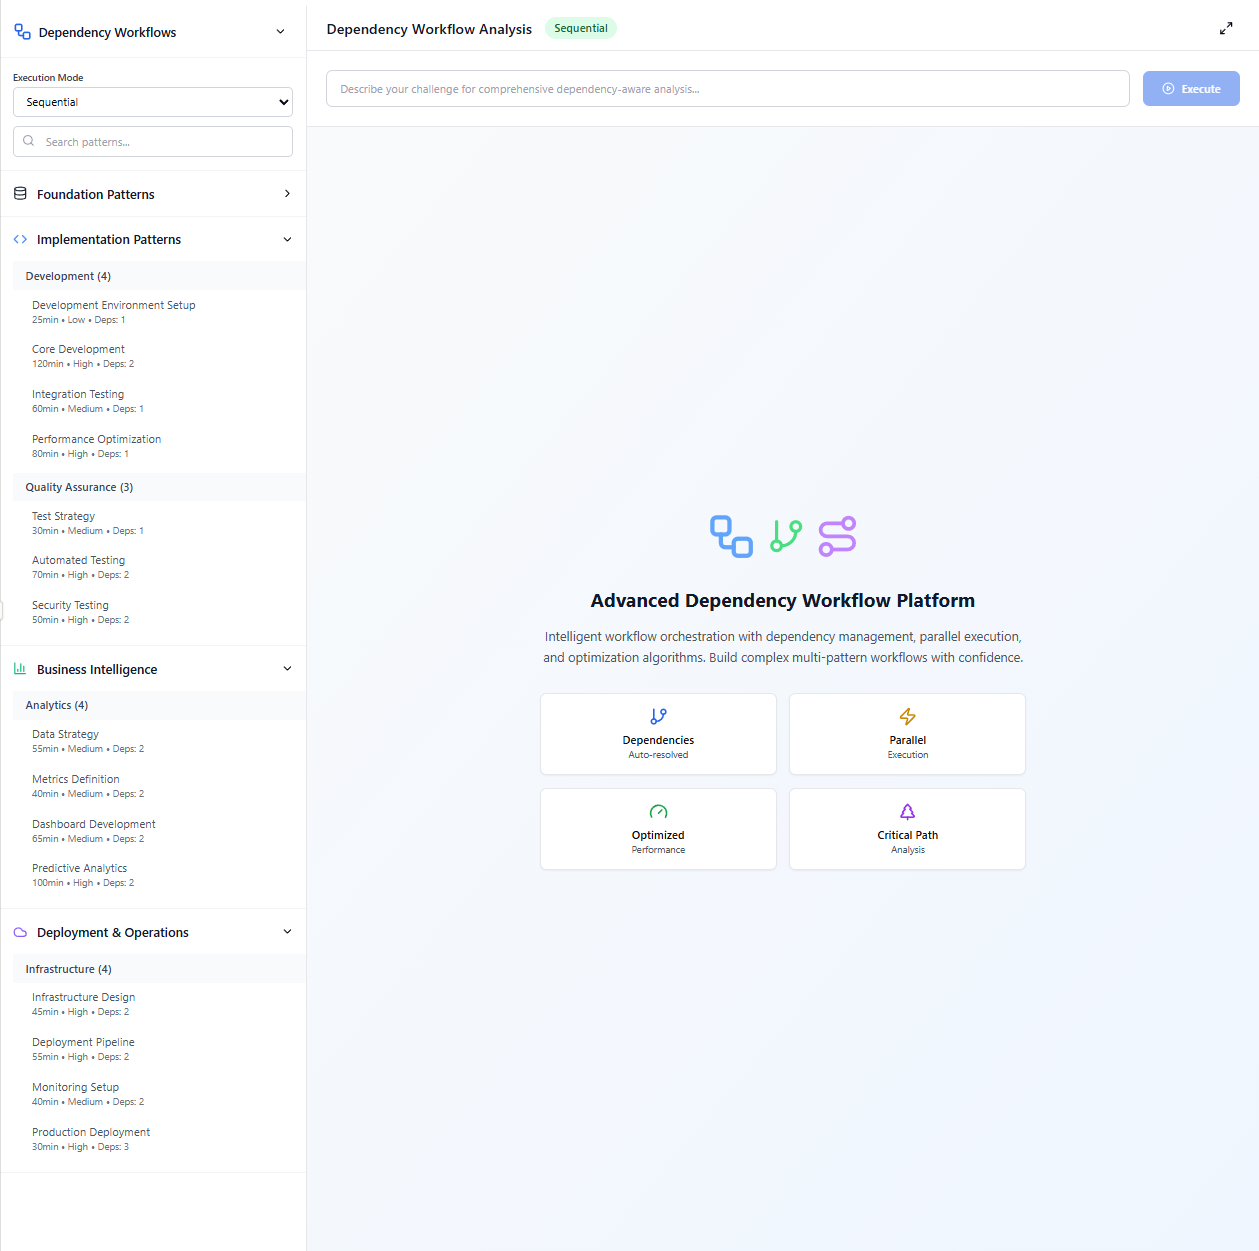 Dependency Workflows
Execution Mode
Sequential
Search patterns...
Foundation Patterns
Implementation Patterns
Development (4)
Development Environment Setup
25min • Low • Deps: 1
Core Development
120min • High • Deps: 2
Integration Testing
60min • Medium • Deps: 1
Performance Optimization
80min • High • Deps: 1
Quality Assurance (3)
Test Strategy
30min • Medium • Deps: 1
Automated Testing
70min • High • Deps: 2
Security Testing
50min • High • Deps: 2
Business Intelligence
Analytics (4)
Data Strategy
55min • Medium • Deps: 2
Metrics Definition
40min • Medium • Deps: 2
Dashboard Development
65min • Medium • Deps: 2
Predictive Analytics
100min • High • Deps: 2
Deployment & Operations
Infrastructure (4)
Infrastructure Design
45min • High • Deps: 2
Deployment Pipeline
55min • High • Deps: 2
Monitoring Setup
40min • Medium • Deps: 2
Production Deployment
30min • High • Deps: 3
Dependency Workflow Analysis Sequential
Describe your challenge for comprehensive dependency-aware analysis...
Execute
Advanced Dependency Workflow Platform
Intelligent workflow orchestration with dependency management, parallel execution,
and optimization algorithms. Build complex multi-pattern workflows with confidence.
Dependencies
Auto-resolved
Parallel
Execution
Optimized
Performance
Critical Path
Analysis